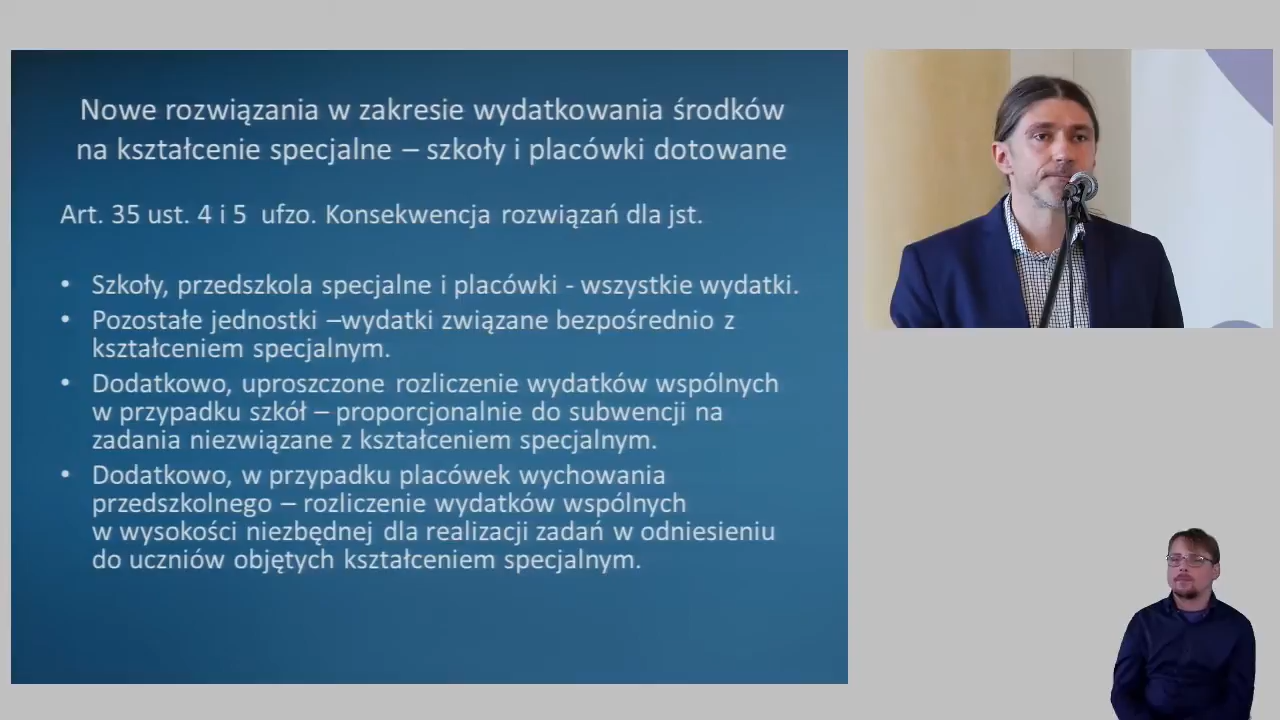 Nowe rozwiązania w zakresie wydatkowania środków
na kształcenie specjalne – szkoły i placówki dotowane
Art. 35 ust. 4 i 5 ufzo. Konsekwencja rozwiązań dla jst.
• Szkoły, przedszkola specjalne i placówki - wszystkie wydatki.
• Pozostałe jednostki –wydatki związane bezpośrednio z
kształceniem specjalnym.
• Dodatkowo, uproszczone rozliczenie wydatków wspólnych
w przypadku szkół – proporcjonalnie do subwencji na
zadania niezwiązane z kształceniem specjalnym.
• Dodatkowo, w przypadku placówek wychowania
przedszkolnego – rozliczenie wydatków wspólnych
w wysokości niezbędnej dla realizacji zadań w odniesieniu
do uczniów objętych kształceniem specjalnym.